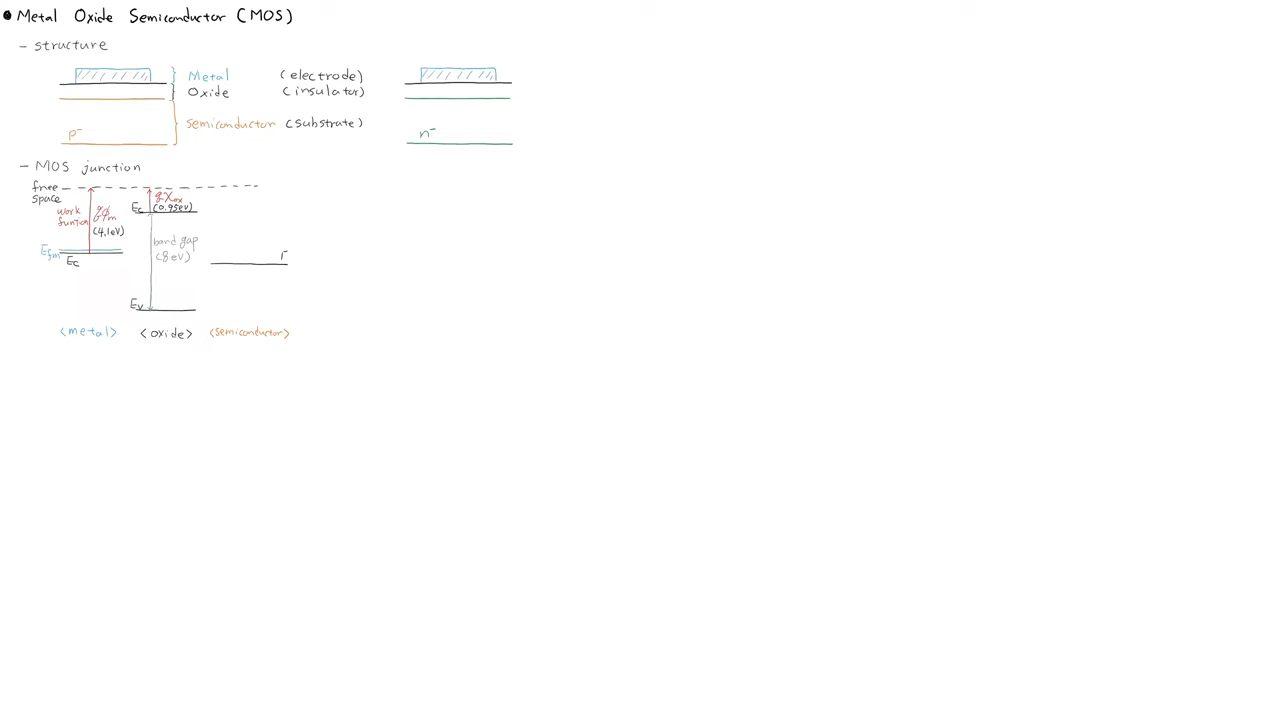 • Metal Oxide Semiconductor (MOS)
- structure
Metal (electrode)
Oxide (insulator)
Semiconductor (substrate)
p⁻
n⁻
- MOS junction
free space
work funtion
qϕm
(4.1eV)
Efm
Ec
qχox
(0.95eV)
Ec
band gap
(8eV)
Ev
<metal> <oxide> <semiconductor>